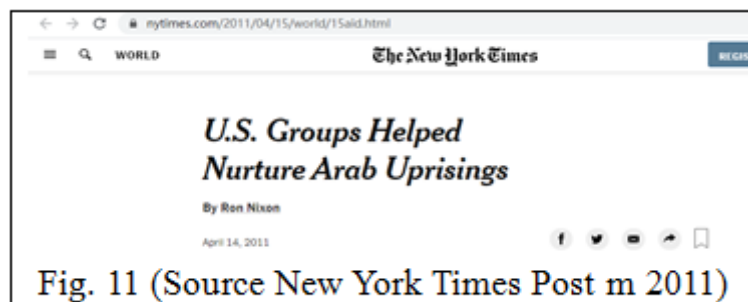 nytimes.com/2011/04/15/world/15aid.html
WORLD The New York Times REGIS
U.S. Groups Helped
Nurture Arab Uprisings
By Ron Nixon
April 14, 2011
Fig. 11 (Source New York Times Post m 2011)